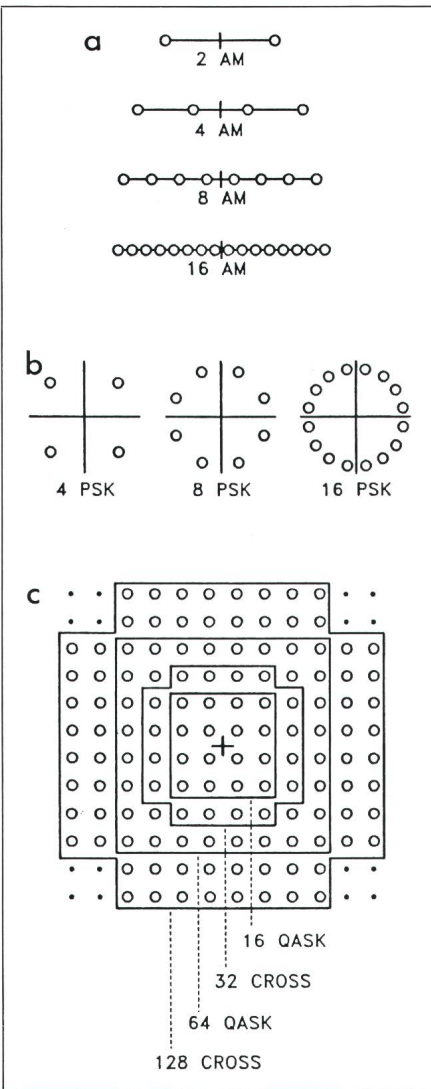 a
2 AM
4 AM
8 AM
16 AM
b
4 PSK
8 PSK
16 PSK
c
16 QASK
32 CROSS
64 QASK
128 CROSS